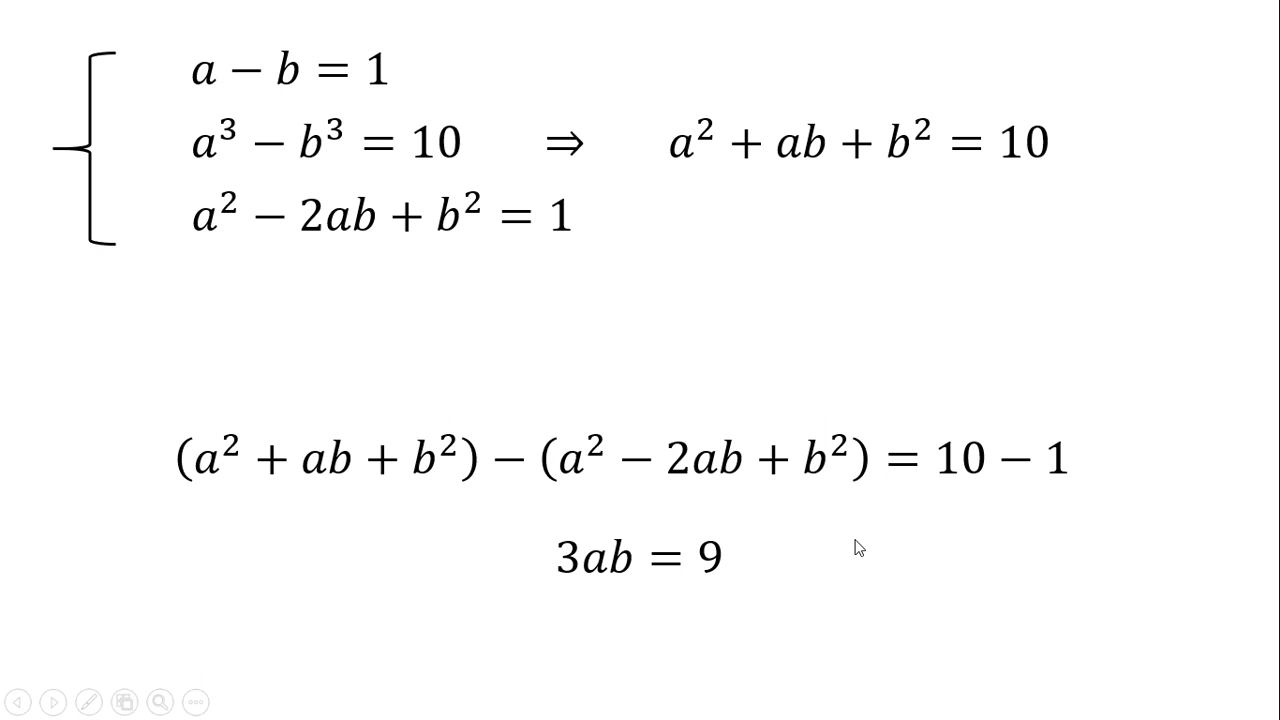 a − b = 1
a³ − b³ = 10 ⇒ a² + ab + b² = 10
a² − 2ab + b² = 1
(a² + ab + b²) − (a² − 2ab + b²) = 10 − 1
3ab = 9